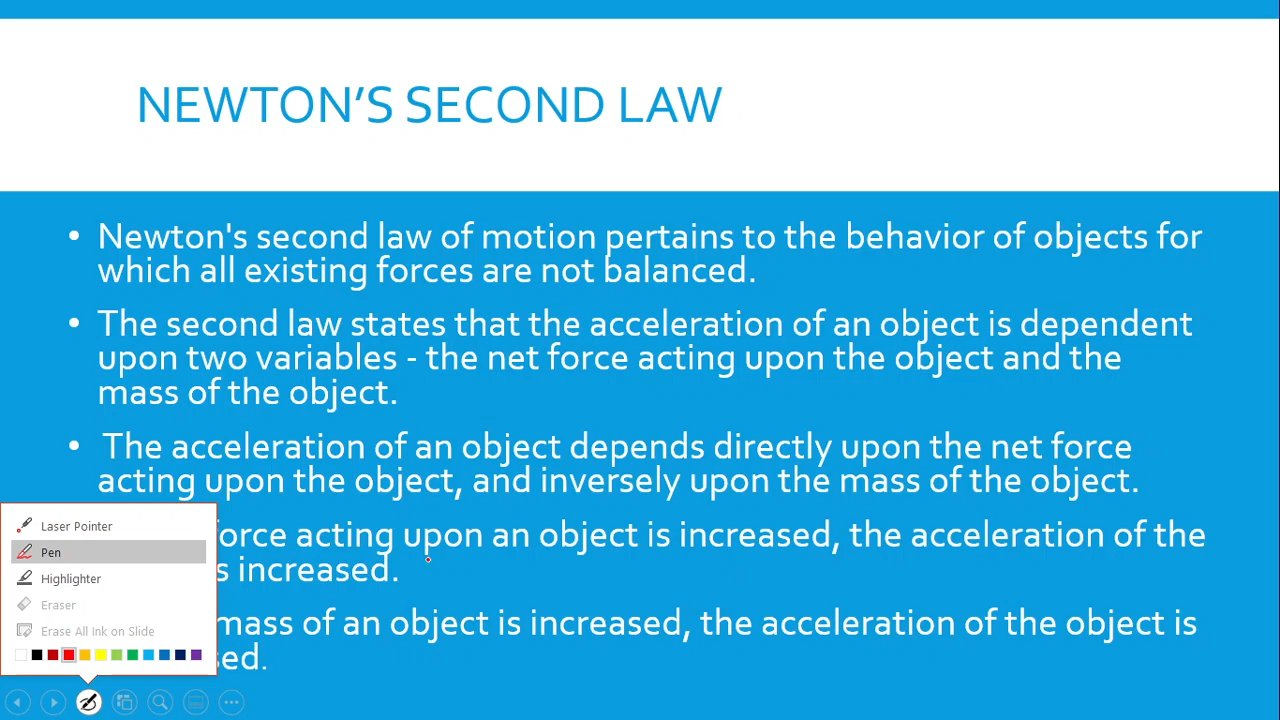 NEWTON’S SECOND LAW
• Newton's second law of motion pertains to the behavior of objects for
which all existing forces are not balanced.
• The second law states that the acceleration of an object is dependent
upon two variables - the net force acting upon the object and the
mass of the object.
• The acceleration of an object depends directly upon the net force
acting upon the object, and inversely upon the mass of the object.
force acting upon an object is increased, the acceleration of the
s increased.
mass of an object is increased, the acceleration of the object is
sed.
Laser Pointer
Pen
Highlighter
Eraser
Erase All Ink on Slide